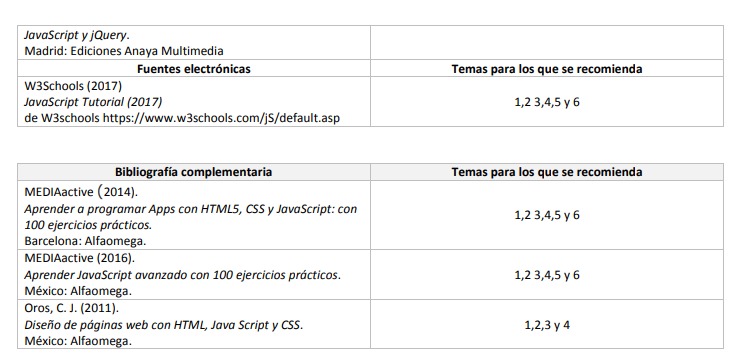 JavaScript y jQuery.
Madrid: Ediciones Anaya Multimedia
Fuentes electrónicas
Temas para los que se recomienda
W3Schools (2017)
JavaScript Tutorial (2017)
de W3schools https://www.w3schools.com/jS/default.asp
1,2 3,4,5 y 6
Bibliografía complementaria
Temas para los que se recomienda
MEDIAactive (2014).
Aprender a programar Apps con HTML5, CSS y JavaScript: con
100 ejercicios prácticos.
Barcelona: Alfaomega.
1,2 3,4,5 y 6
MEDIAactive (2016).
Aprender JavaScript avanzado con 100 ejercicios prácticos.
México: Alfaomega.
1,2 3,4,5 y 6
Oros, C. J. (2011).
Diseño de páginas web con HTML, Java Script y CSS.
México: Alfaomega.
1,2,3 y 4